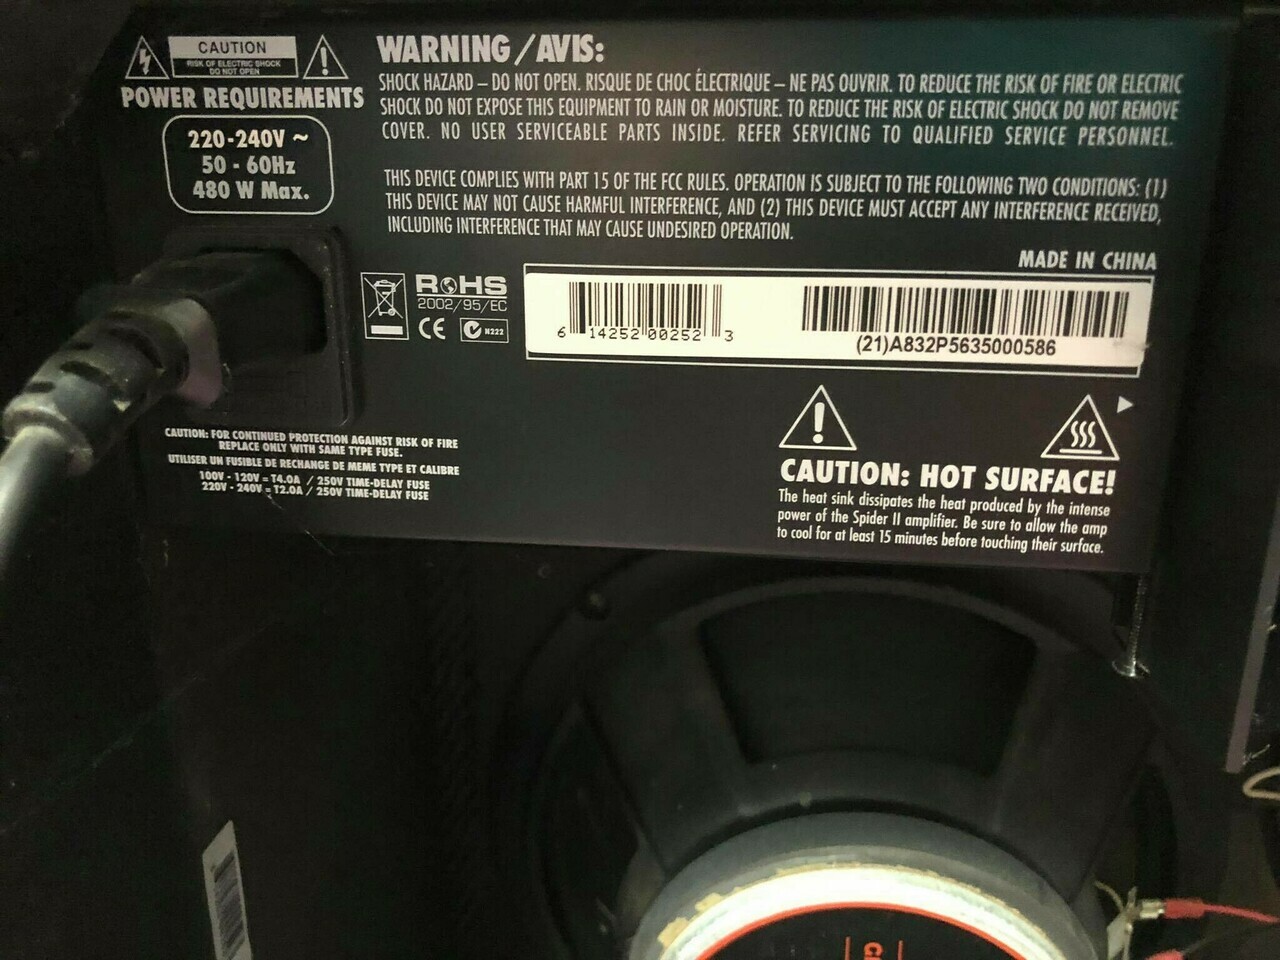 CAUTION
RISK OF ELECTRIC SHOCK
DO NOT OPEN
POWER REQUIREMENTS
220-240V ~
50 - 60Hz
480 W Max.
WARNING/AVIS:
SHOCK HAZARD – DO NOT OPEN. RISQUE DE CHOC ÉLECTRIQUE – NE PAS OUVRIR. TO REDUCE THE RISK OF FIRE OR ELECTRIC
SHOCK DO NOT EXPOSE THIS EQUIPMENT TO RAIN OR MOISTURE. TO REDUCE THE RISK OF ELECTRIC SHOCK DO NOT REMOVE
COVER. NO USER SERVICEABLE PARTS INSIDE. REFER SERVICING TO QUALIFIED SERVICE PERSONNEL.
THIS DEVICE COMPLIES WITH PART 15 OF THE FCC RULES. OPERATION IS SUBJECT TO THE FOLLOWING TWO CONDITIONS: (1)
THIS DEVICE MAY NOT CAUSE HARMFUL INTERFERENCE, AND (2) THIS DEVICE MUST ACCEPT ANY INTERFERENCE RECEIVED,
INCLUDING INTERFERENCE THAT MAY CAUSE UNDESIRED OPERATION.
MADE IN CHINA
RoHS
2002/95/EC
CE N222
6 14252 00252 3
(21)A832P5635000586
CAUTION: FOR CONTINUED PROTECTION AGAINST RISK OF FIRE
REPLACE ONLY WITH SAME TYPE FUSE.
UTILISER UN FUSIBLE DE RECHANGE DE MEME TYPE ET CALIBRE
100V - 120V = T4.0A / 250V TIME-DELAY FUSE
220V - 240V = T2.0A / 250V TIME-DELAY FUSE
CAUTION: HOT SURFACE!
The heat sink dissipates the heat produced by the intense
power of the Spider II amplifier. Be sure to allow the amp
to cool for at least 15 minutes before touching their surface.